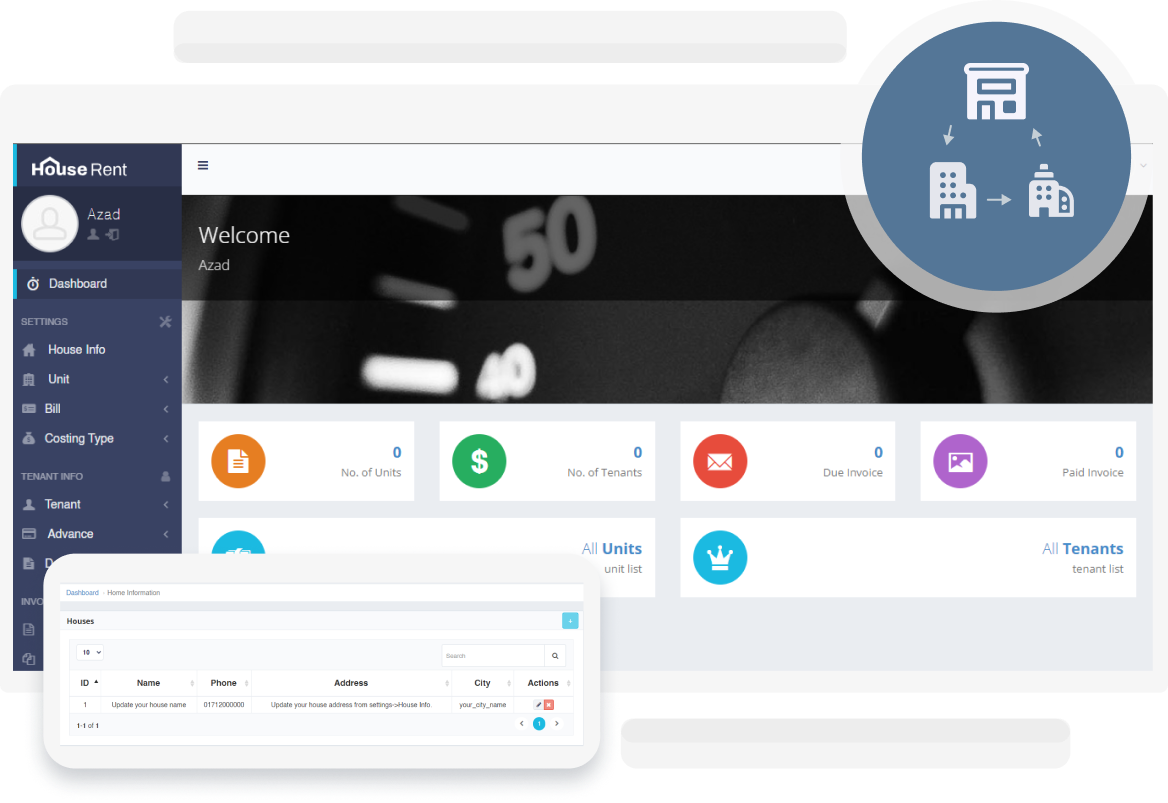 House Rent
Azad
Dashboard
SETTINGS
House Info
Unit
Bill
Costing Type
TENANT INFO
Tenant
Advance
D
INVO
Welcome
Azad
50
40
0
No. of Units
0
No. of Tenants
0
Due Invoice
0
Paid Invoice
All Units
unit list
All Tenants
tenant list
Dashboard - Home Information
Houses
+
10
Search
ID Name Phone Address City Actions
1 Update your house name 01712000000 Update your house address from settings->House Info. your_city_name
1-1 of 1
1